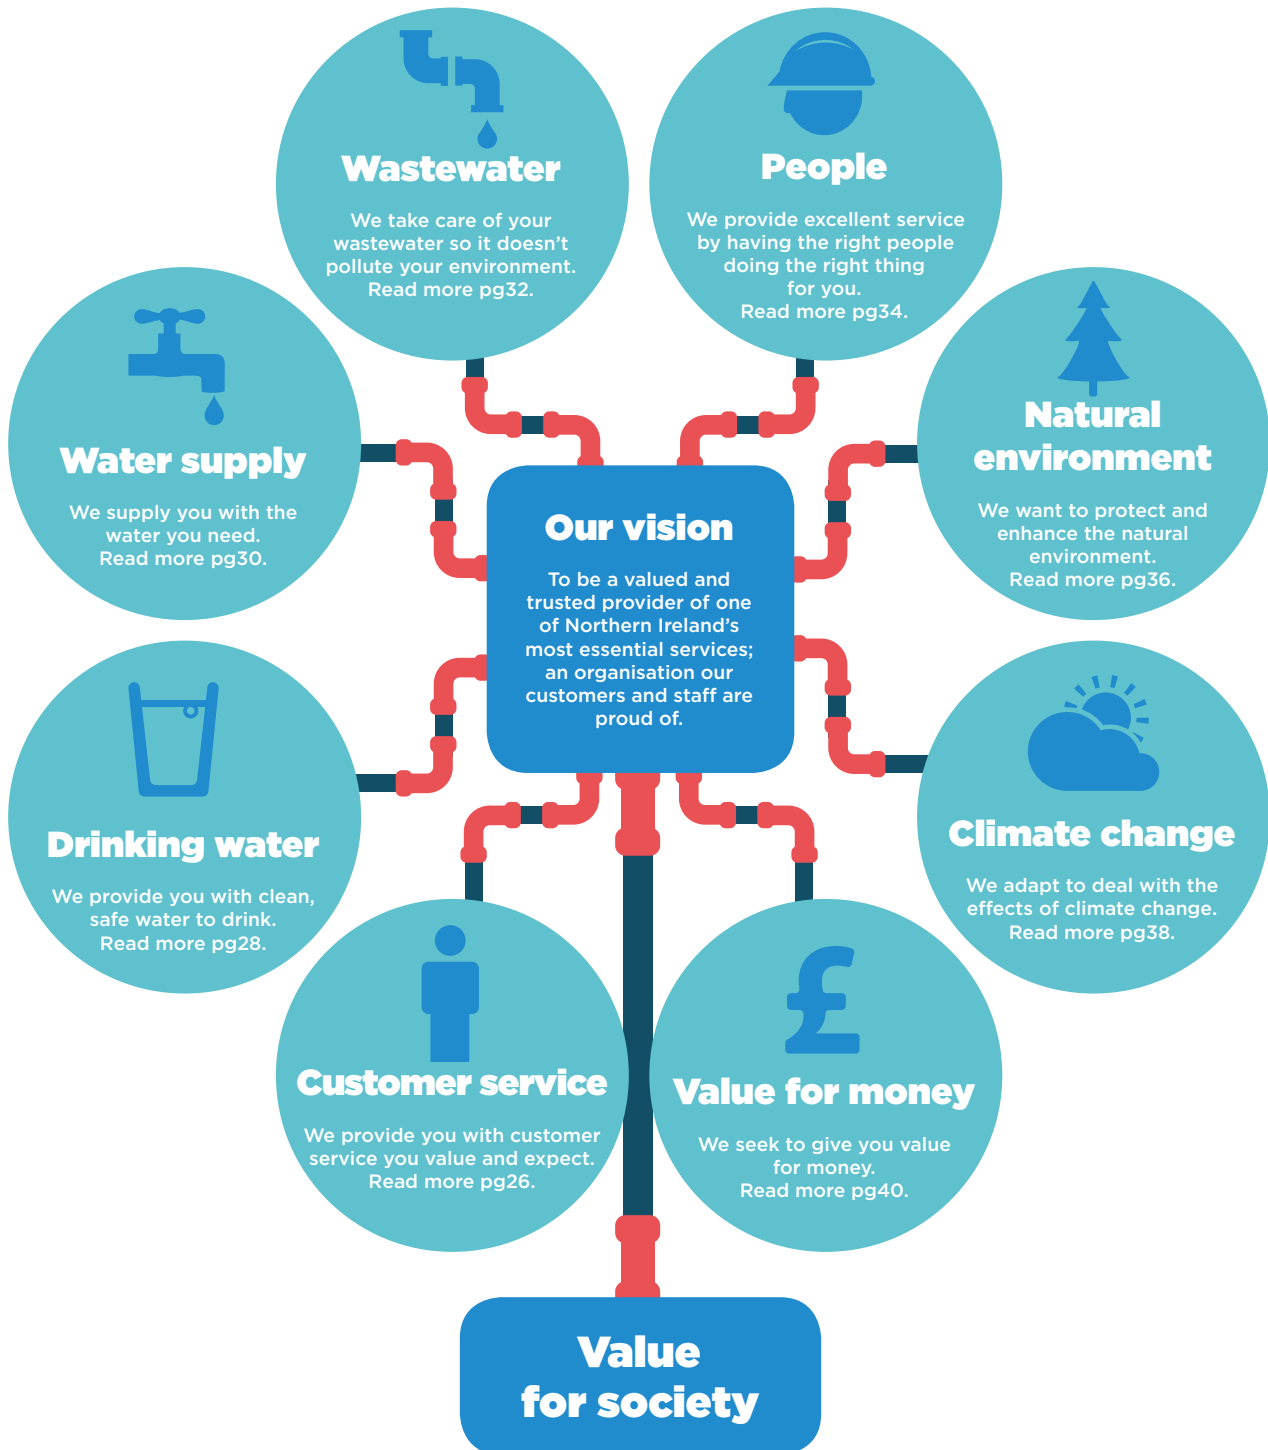 Wastewater
We take care of your
wastewater so it doesn’t
pollute your environment.
Read more pg32.
People
We provide excellent service
by having the right people
doing the right thing
for you.
Read more pg34.
Water supply
We supply you with the
water you need.
Read more pg30.
Natural
environment
We want to protect and
enhance the natural
environment.
Read more pg36.
Our vision
To be a valued and
trusted provider of one
of Northern Ireland’s
most essential services;
an organisation our
customers and staff are
proud of.
Drinking water
We provide you with clean,
safe water to drink.
Read more pg28.
Climate change
We adapt to deal with the
effects of climate change.
Read more pg38.
Customer service
We provide you with customer
service you value and expect.
Read more pg26.
£
Value for money
We seek to give you value
for money.
Read more pg40.
Value
for society